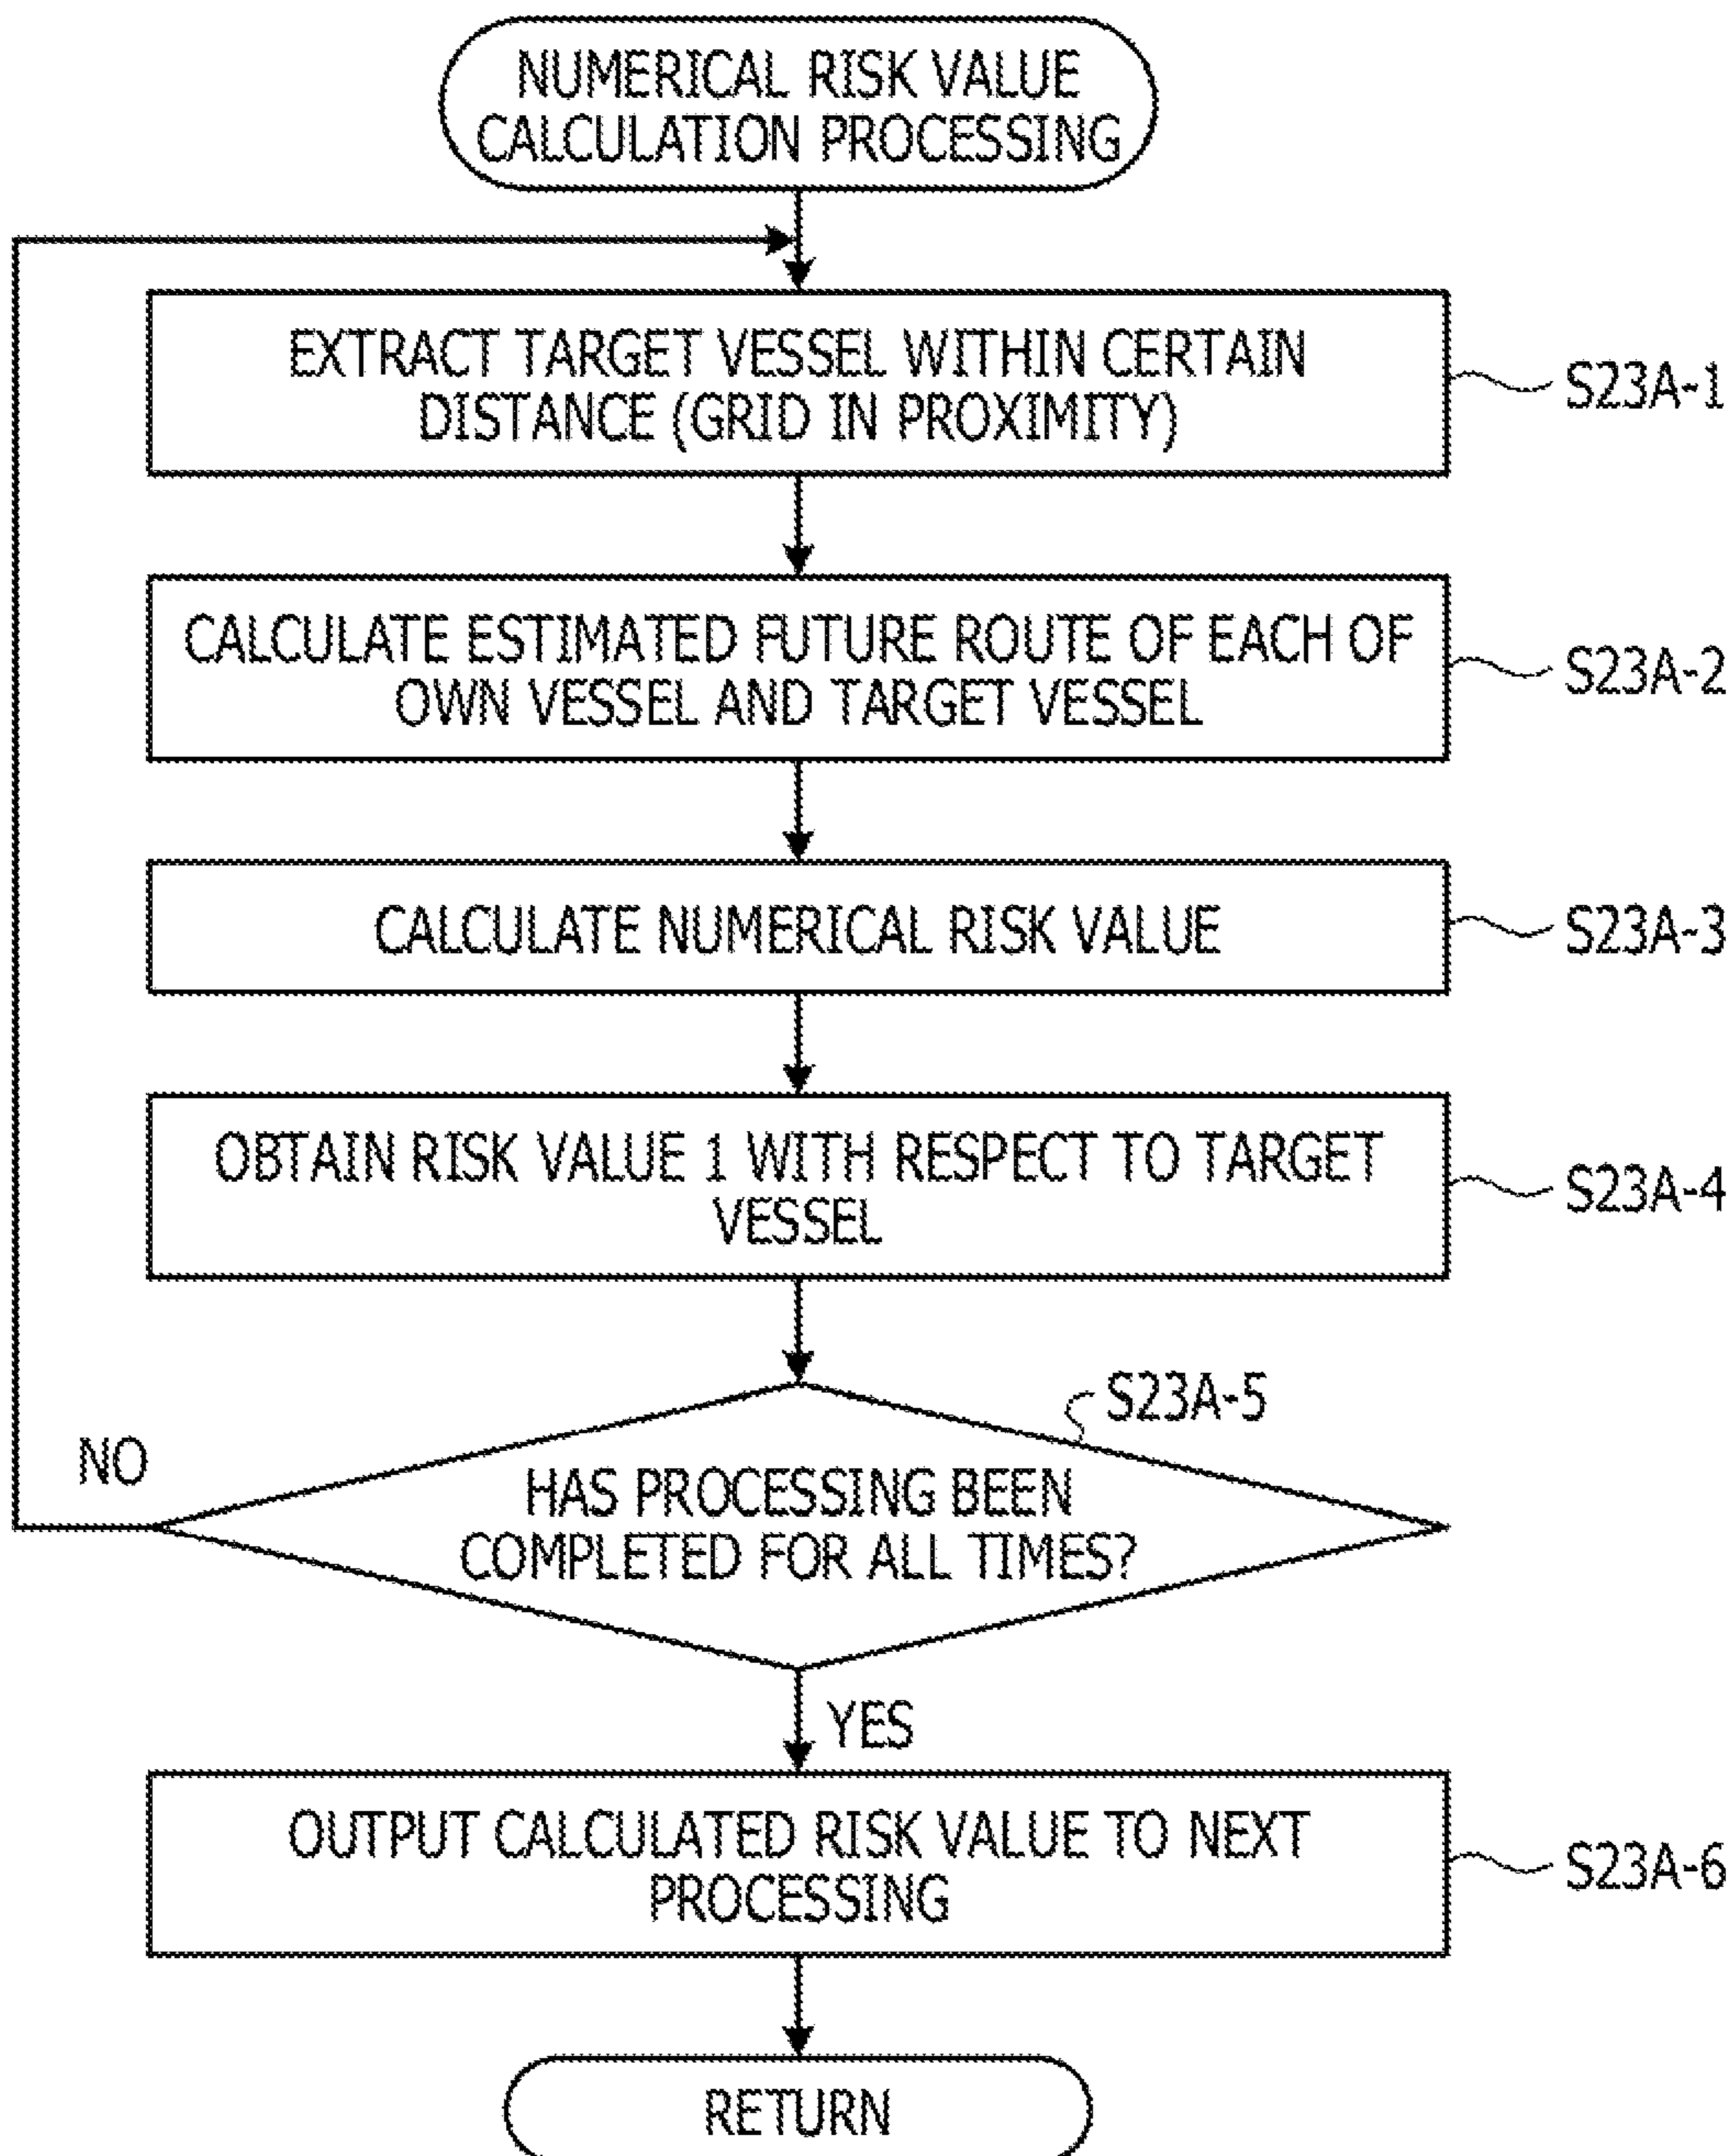 NUMERICAL RISK VALUE
CALCULATION PROCESSING
EXTRACT TARGET VESSEL WITHIN CERTAIN
DISTANCE (GRID IN PROXIMITY)
S23A-1
CALCULATE ESTIMATED FUTURE ROUTE OF EACH OF
OWN VESSEL AND TARGET VESSEL
S23A-2
CALCULATE NUMERICAL RISK VALUE
S23A-3
OBTAIN RISK VALUE 1 WITH RESPECT TO TARGET
VESSEL
S23A-4
S23A-5
NO
HAS PROCESSING BEEN
COMPLETED FOR ALL TIMES?
YES
OUTPUT CALCULATED RISK VALUE TO NEXT
PROCESSING
S23A-6
RETURN